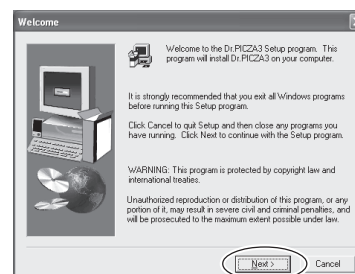 Welcome
Welcome to the Dr.PICZA3 Setup program. This
program will install Dr.PICZA3 on your computer.
It is strongly recommended that you exit all Windows programs
before running this Setup program.
Click Cancel to quit Setup and then close any programs you
have running. Click Next to continue with the Setup program.
WARNING: This program is protected by copyright law and
international treaties.
Unauthorized reproduction or distribution of this program, or any
portion of it, may result in severe civil and criminal penalties, and
will be prosecuted to the maximum extent possible under law.
Next > Cancel